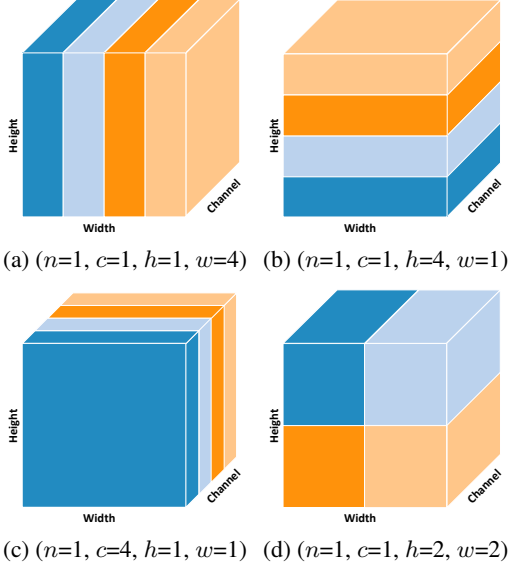 Height
Channel
Width
Height
Channel
Width
(a) (n=1, c=1, h=1, w=4)
(b) (n=1, c=1, h=4, w=1)
Height
Channel
Width
Height
Channel
Width
(c) (n=1, c=4, h=1, w=1)
(d) (n=1, c=1, h=2, w=2)